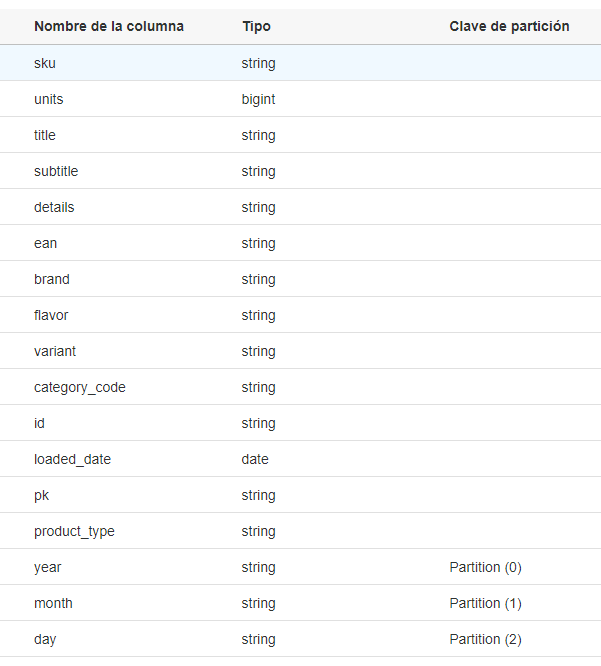 Nombre de la columna Tipo Clave de partición
sku string
units bigint
title string
subtitle string
details string
ean string
brand string
flavor string
variant string
category_code string
id string
loaded_date date
pk string
product_type string
year string Partition (0)
month string Partition (1)
day string Partition (2)